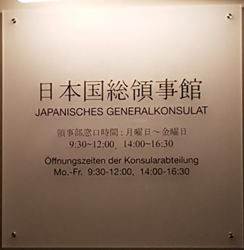 日本国総領事館
JAPANISCHES GENERALKONSULAT
領事部窓口時間：月曜日～金曜日
9:30~12:00, 14:00~16:30
Öffnungszeiten der Konsularabteilung
Mo.-Fr. 9:30-12:00, 14:00-16:30